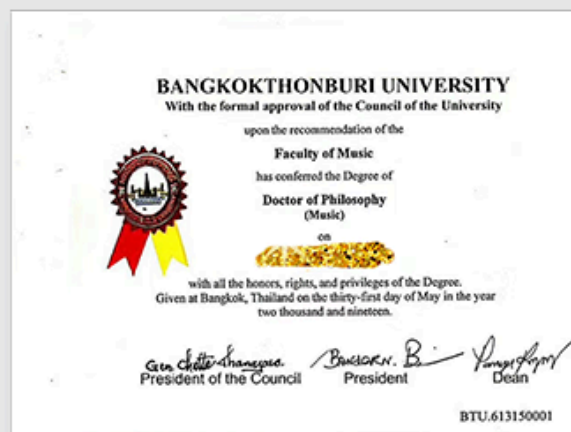 BANGKOKTHONBURI UNIVERSITY
With the formal approval of the Council of the University
upon the recommendation of the
Faculty of Music
has conferred the Degree of
Doctor of Philosophy
(Music)
on
with all the honors, rights, and privileges of the Degree.
Given at Bangkok, Thailand on the thirty-first day of May in the year
two thousand and nineteen.
President of the Council President Dean
BTU.613150001